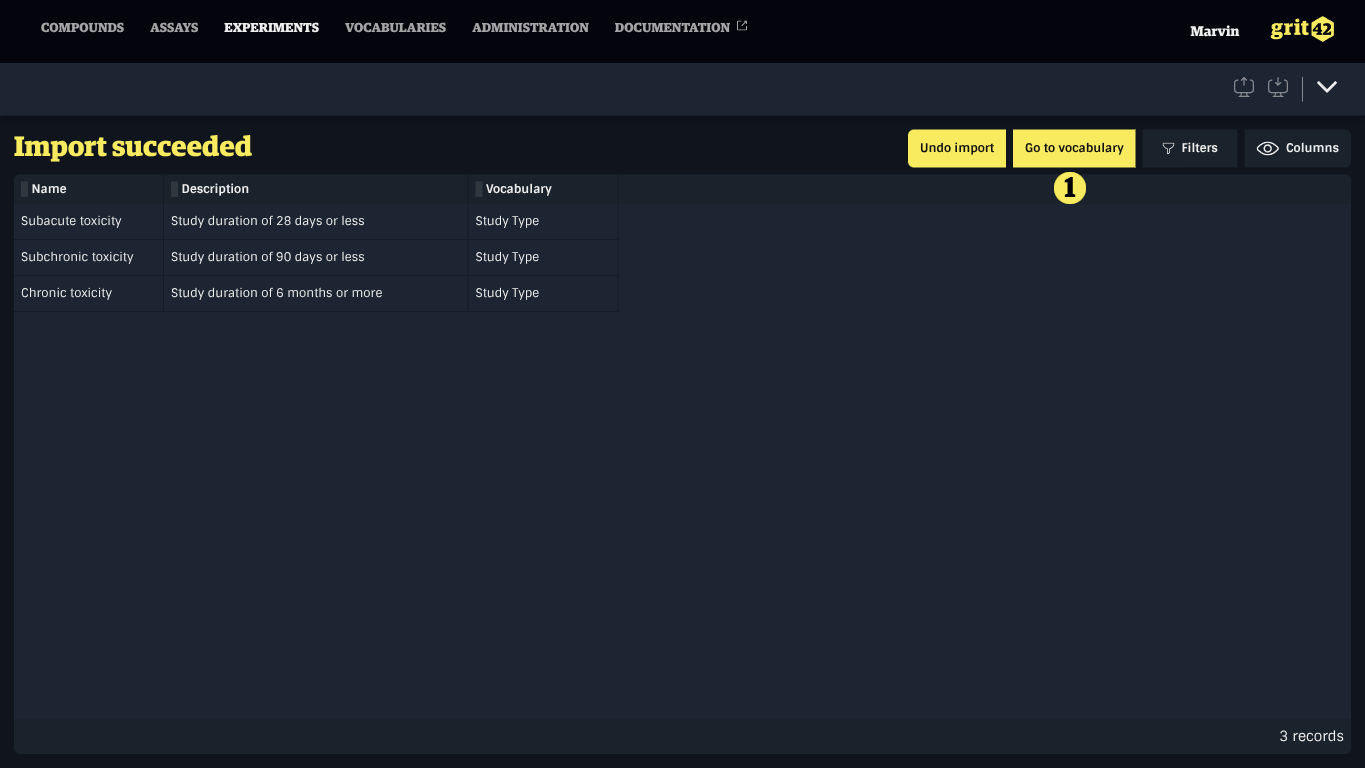 COMPOUNDS ASSAYS EXPERIMENTS VOCABULARIES ADMINISTRATION DOCUMENTATION Marvin grit42
Import succeeded Undo import Go to vocabulary Filters Columns
1
Name Description Vocabulary
Subacute toxicity Study duration of 28 days or less Study Type
Subchronic toxicity Study duration of 90 days or less Study Type
Chronic toxicity Study duration of 6 months or more Study Type
3 records